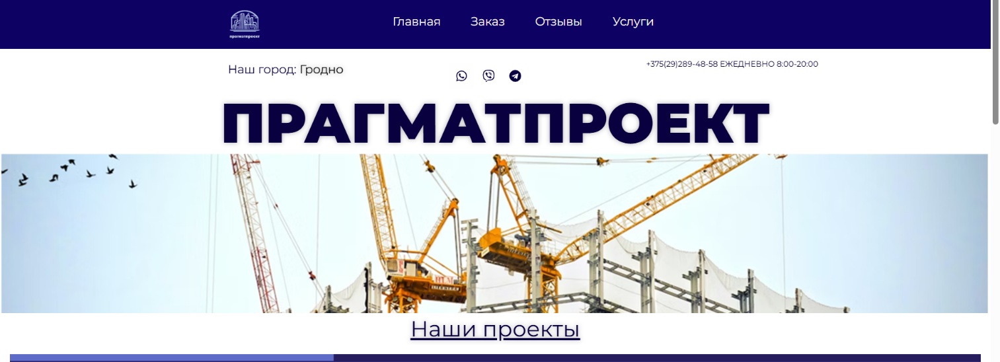 прагматпроект
Главная Заказ Отзывы Услуги
Наш город: Гродно
+375(29)289-48-58 ЕЖЕДНЕВНО 8:00-20:00
ПРАГМАТПРОЕКТ
Наши проекты